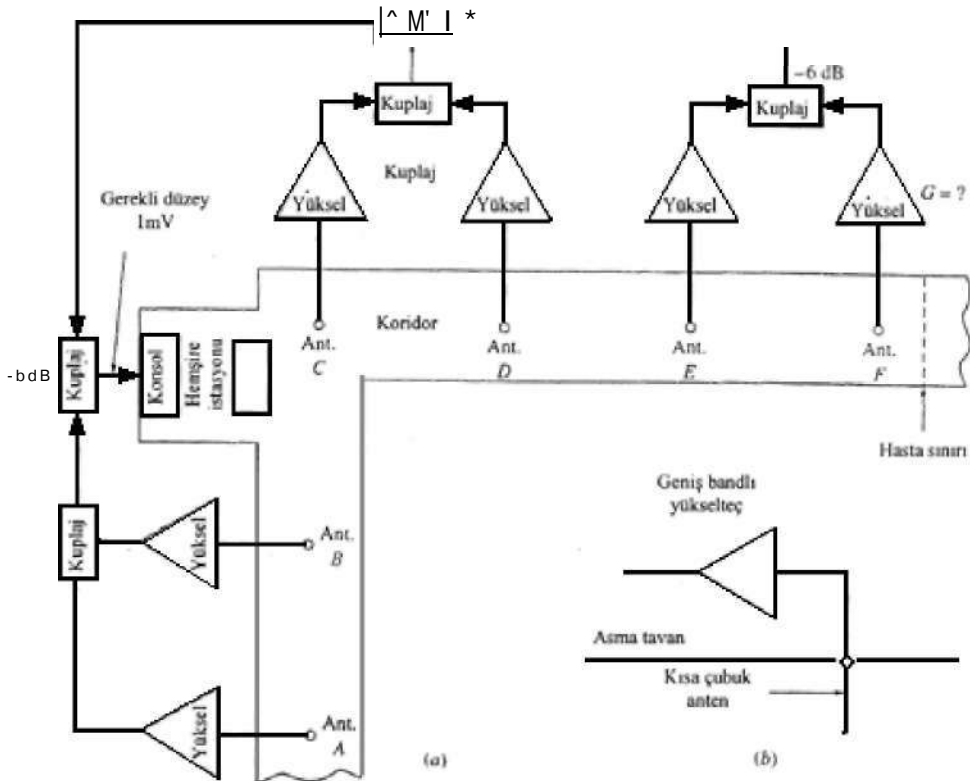 |^ M' I *
-6 dB
Kuplaj
Kuplaj
Kuplaj
Gerekli düzey
1mV
Yüksel
Yüksel
Yüksel
Yüksel
G = ?
Koridor
Ant.
C
Ant.
D
Ant.
E
Ant.
F
-bdB
Kuplaj
Konsol
Hemşire
istasyonu
Hasta sınırı
Geniş bandlı
yükselteç
Kuplaj
Yüksel
Ant.
B
Asma tavan
Kısa çubuk
anten
Yüksel
Ant.
A
(a)
(b)